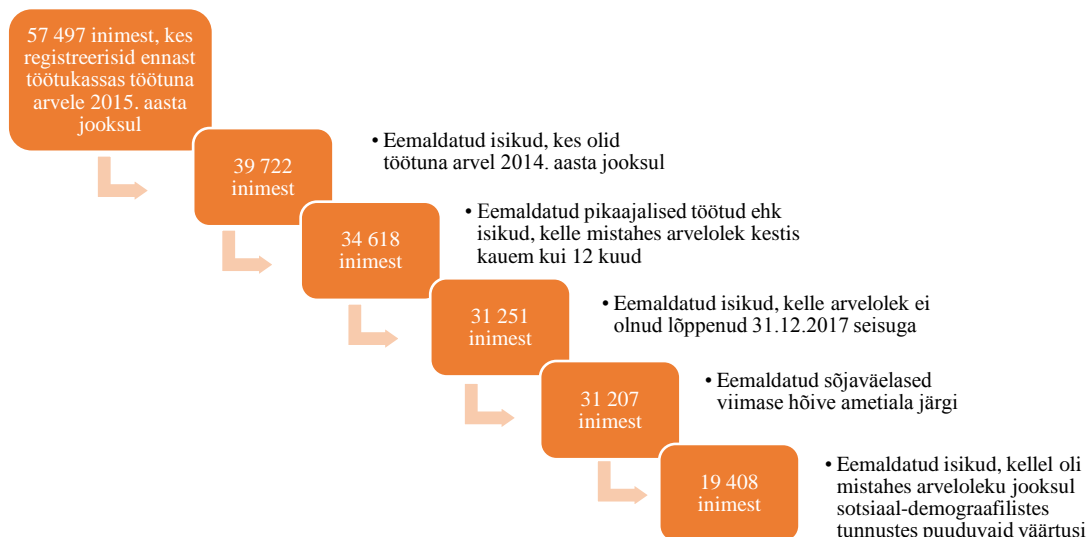 57 497 inimest, kes
registreerisid ennast
töötukassas töötuna
arvele 2015. aasta
jooksul
39 722
inimest
• Eemaldatud isikud, kes olid
töötuna arvel 2014. aasta jooksul
34 618
inimest
• Eemaldatud pikaajalised töötud ehk
isikud, kelle mistahes arvelolek kestis
kauem kui 12 kuud
31 251
inimest
• Eemaldatud isikud, kelle arvelolek ei
olnud lõppenud 31.12.2017 seisuga
31 207
inimest
• Eemaldatud sõjaväelased
viimase hõive ametiala järgi
19 408
inimest
• Eemaldatud isikud, kellel oli
mistahes arveloleku jooksul
sotsiaal-demograafilistes
tunnustes puuduvaid väärtusi